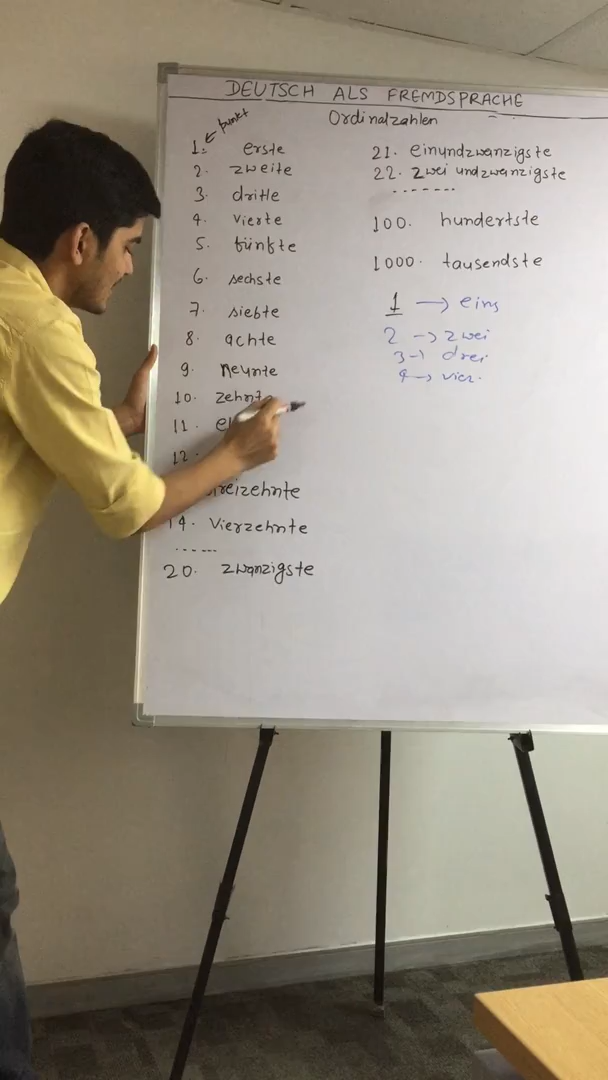 DEUTSCH ALS FREMDSPRACHE
Ordinalzahlen
punkt
1. erste
2. zweite
3. dritte
4. vierte
5. fünfte
6. sechste
7. siebte
8. achte
9. neunte
10. zehnte
11.
12.
dreizehnte
14. Vierzehnte
......
20. zwanzigste
21. einundzwanzigste
22. zwei undzwanzigste
.......
100. hundertste
1000. tausendste
1 → eins
2 → zwei
3 → drei
4 → vier.